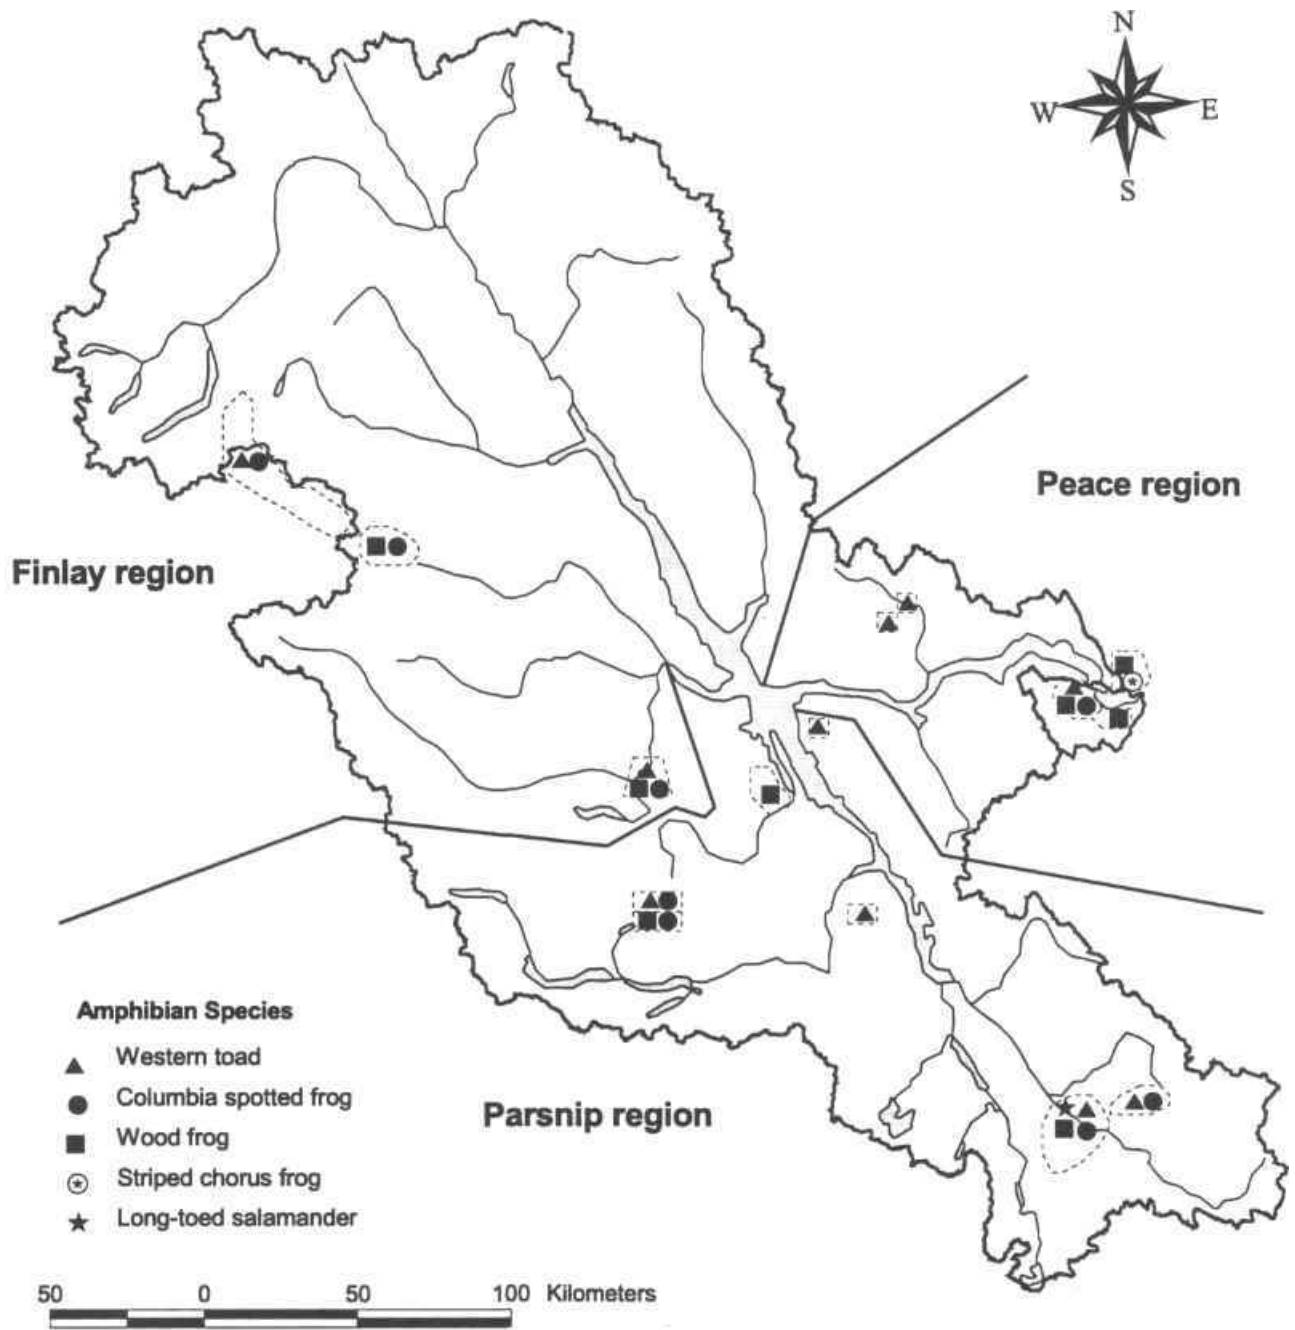 N
W E
S
Peace region
Finlay region
Parsnip region
Amphibian Species
Western toad
Columbia spotted frog
Wood frog
Striped chorus frog
Long-toed salamander
50 0 50 100 Kilometers